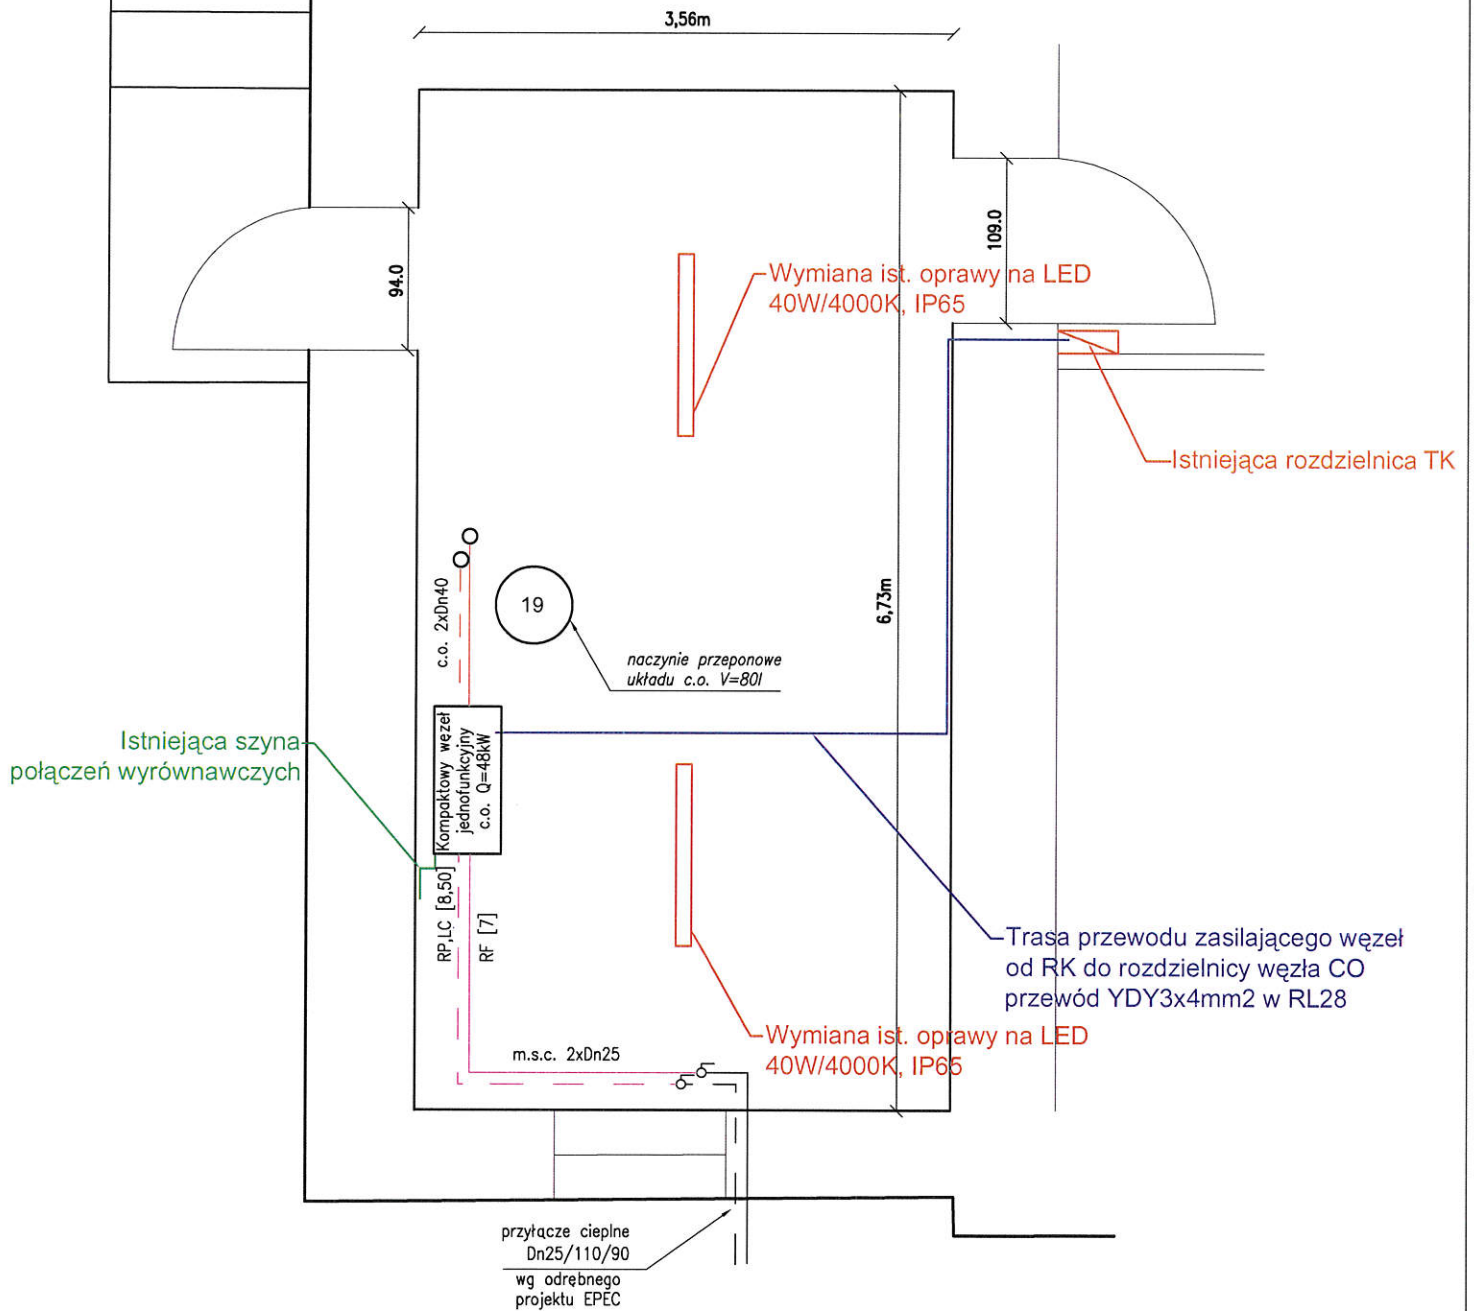 3,56m
94.0
109.0
Wymiana ist. oprawy na LED
40W/4000K, IP65
Istniejąca rozdzielnica TK
c.o. 2xDn40
19
6,73m
naczynie przeponowe
układu c.o. V=80l
Istniejąca szyna
połączeń wyrównawczych
Kompaktowy węzeł
jednofunkcyjny
c.o. Q=48kW
RP,LC [8,50]
RF [7]
Trasa przewodu zasilającego węzeł
od RK do rozdzielnicy węzła CO
przewód YDY3x4mm2 w RL28
Wymiana ist. oprawy na LED
40W/4000K, IP65
m.s.c. 2xDn25
przyłącze cieplne
Dn25/110/90
wg odrębnego
projektu EPEC